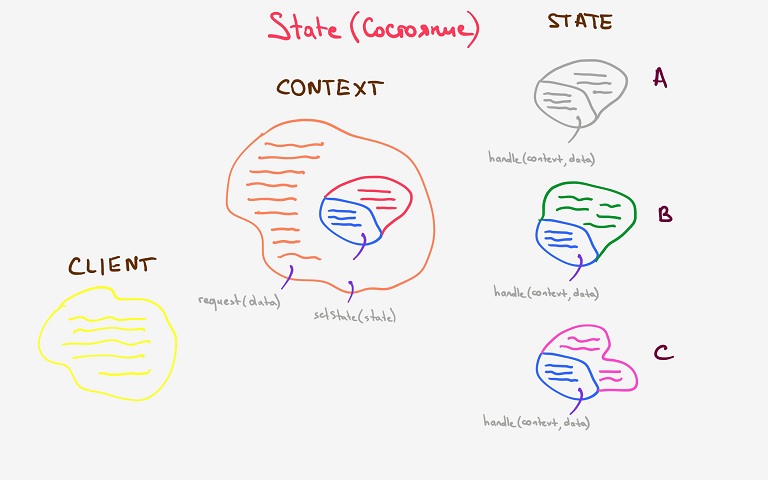 State (Состояние)
STATE
CONTEXT
A
handle(context, data)
B
handle(context, data)
CLIENT
request(data)
setState(state)
C
handle(context, data)